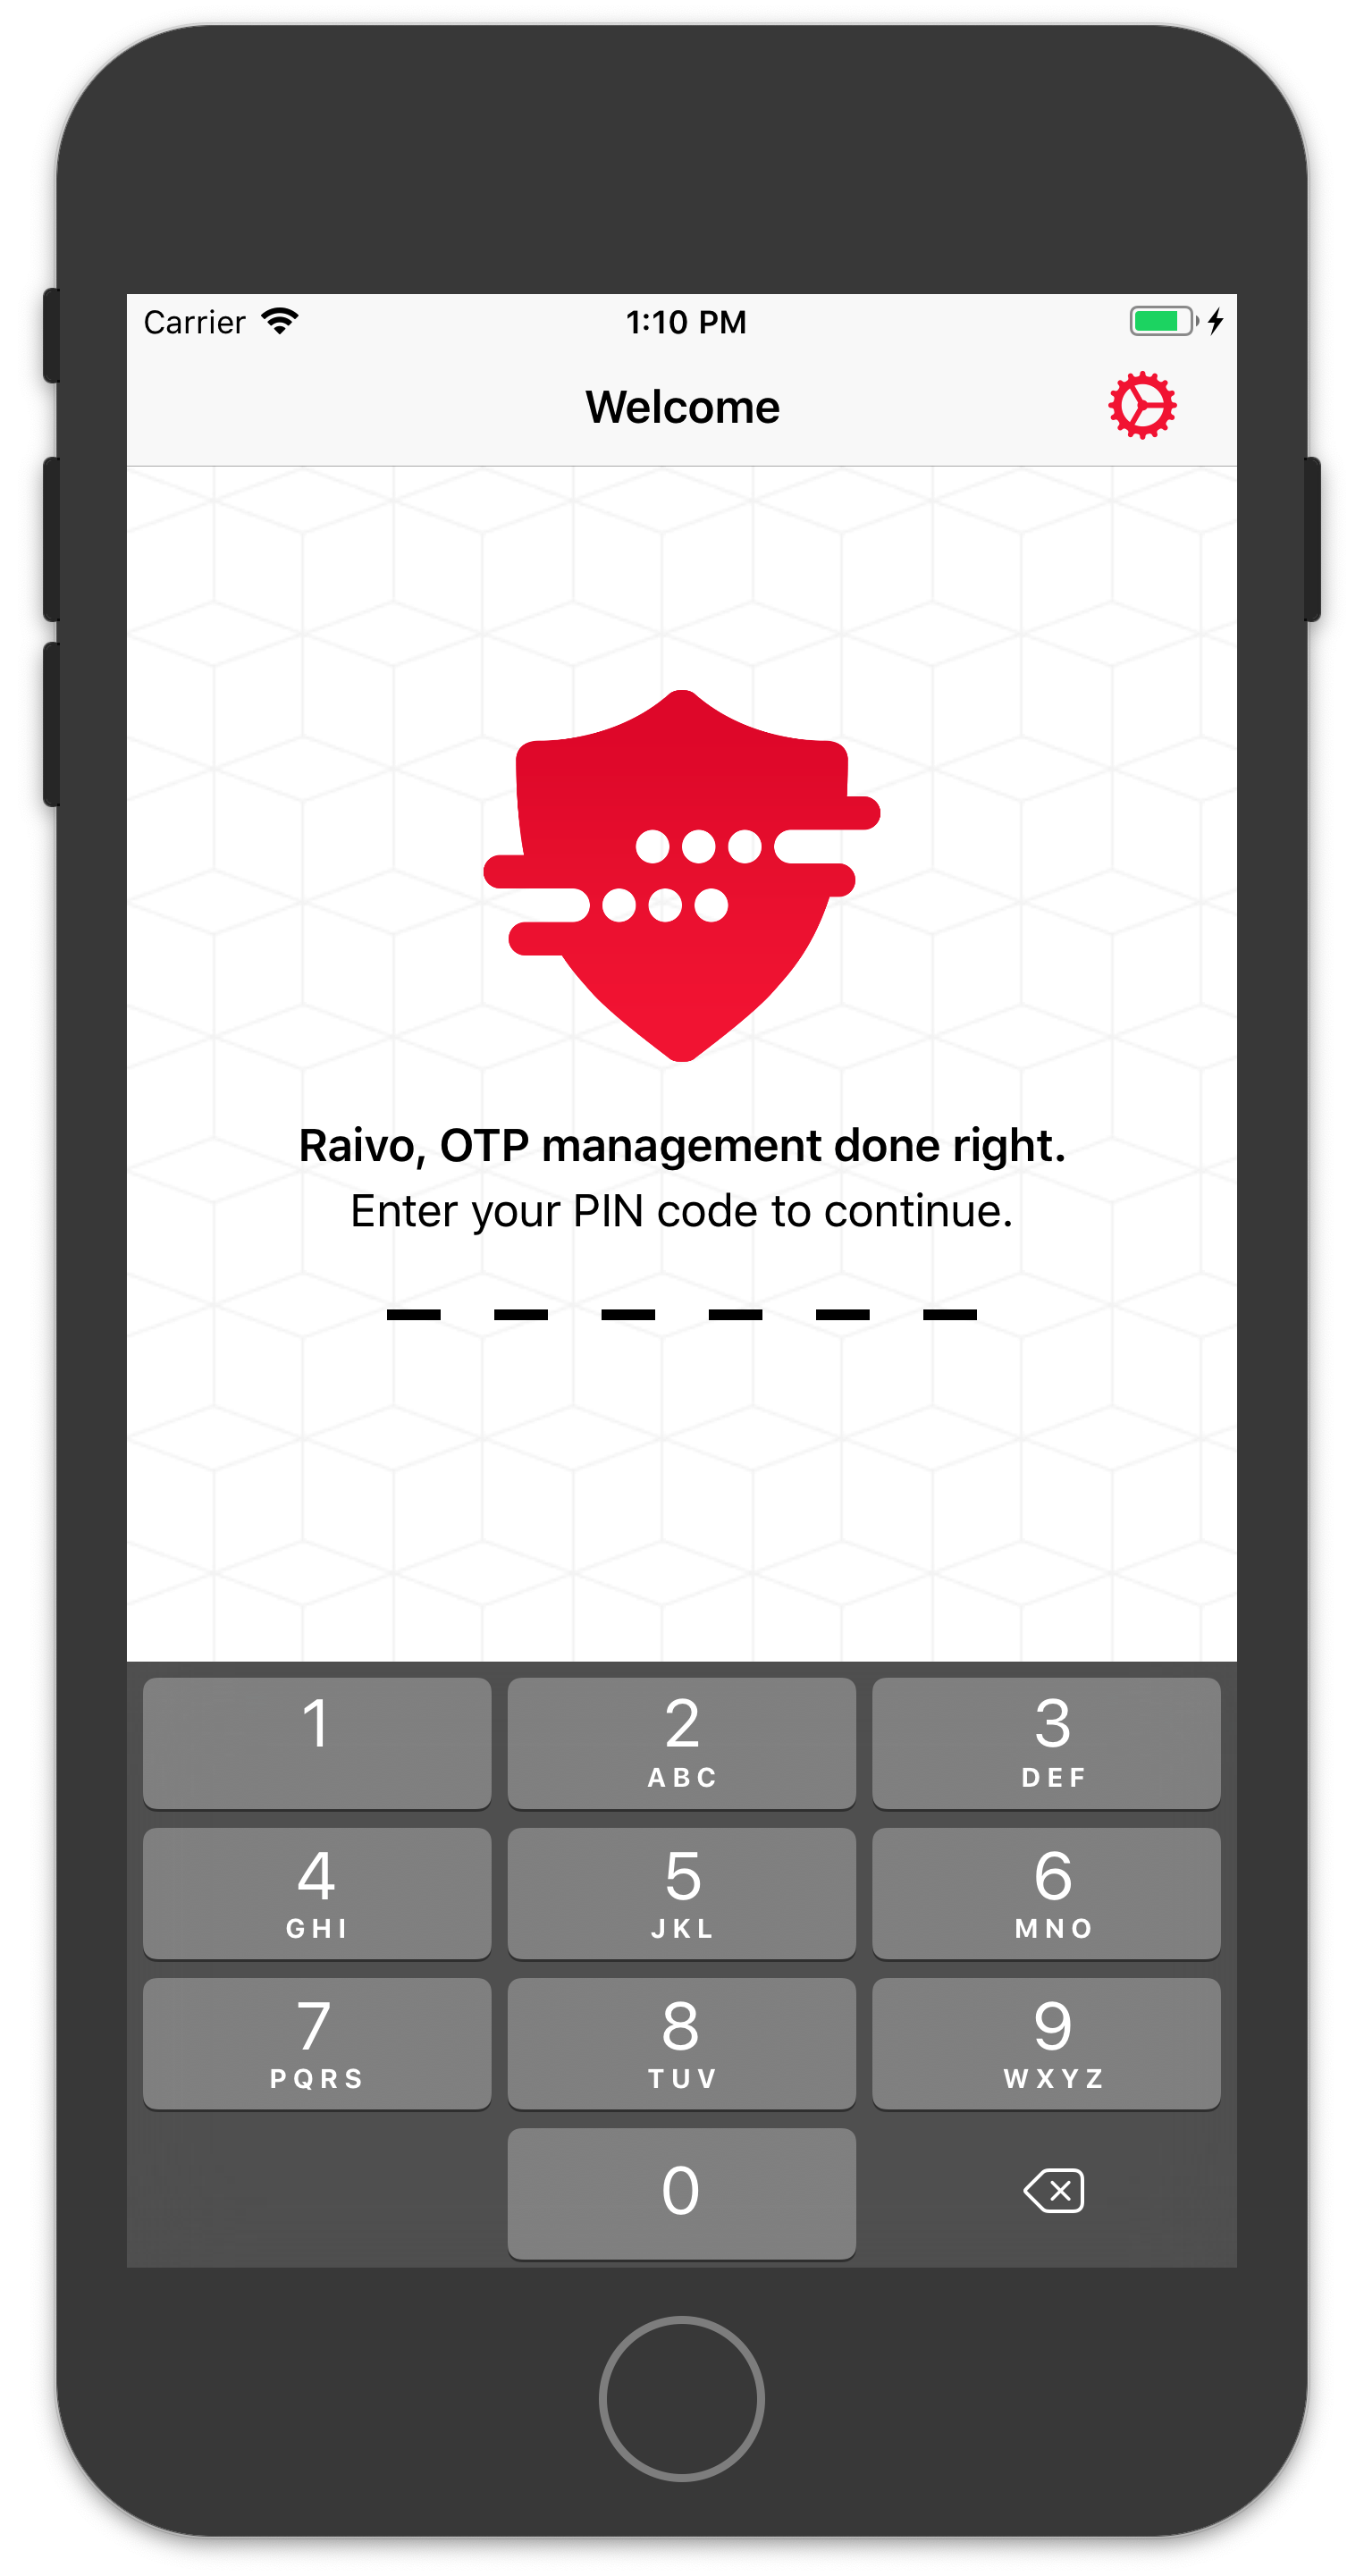 Carrier 1:10 PM
Welcome
Raivo, OTP management done right.
Enter your PIN code to continue.
1 2 3
ABC DEF
4 5 6
GHI JKL MNO
7 8 9
PQRS TUV WXYZ
0